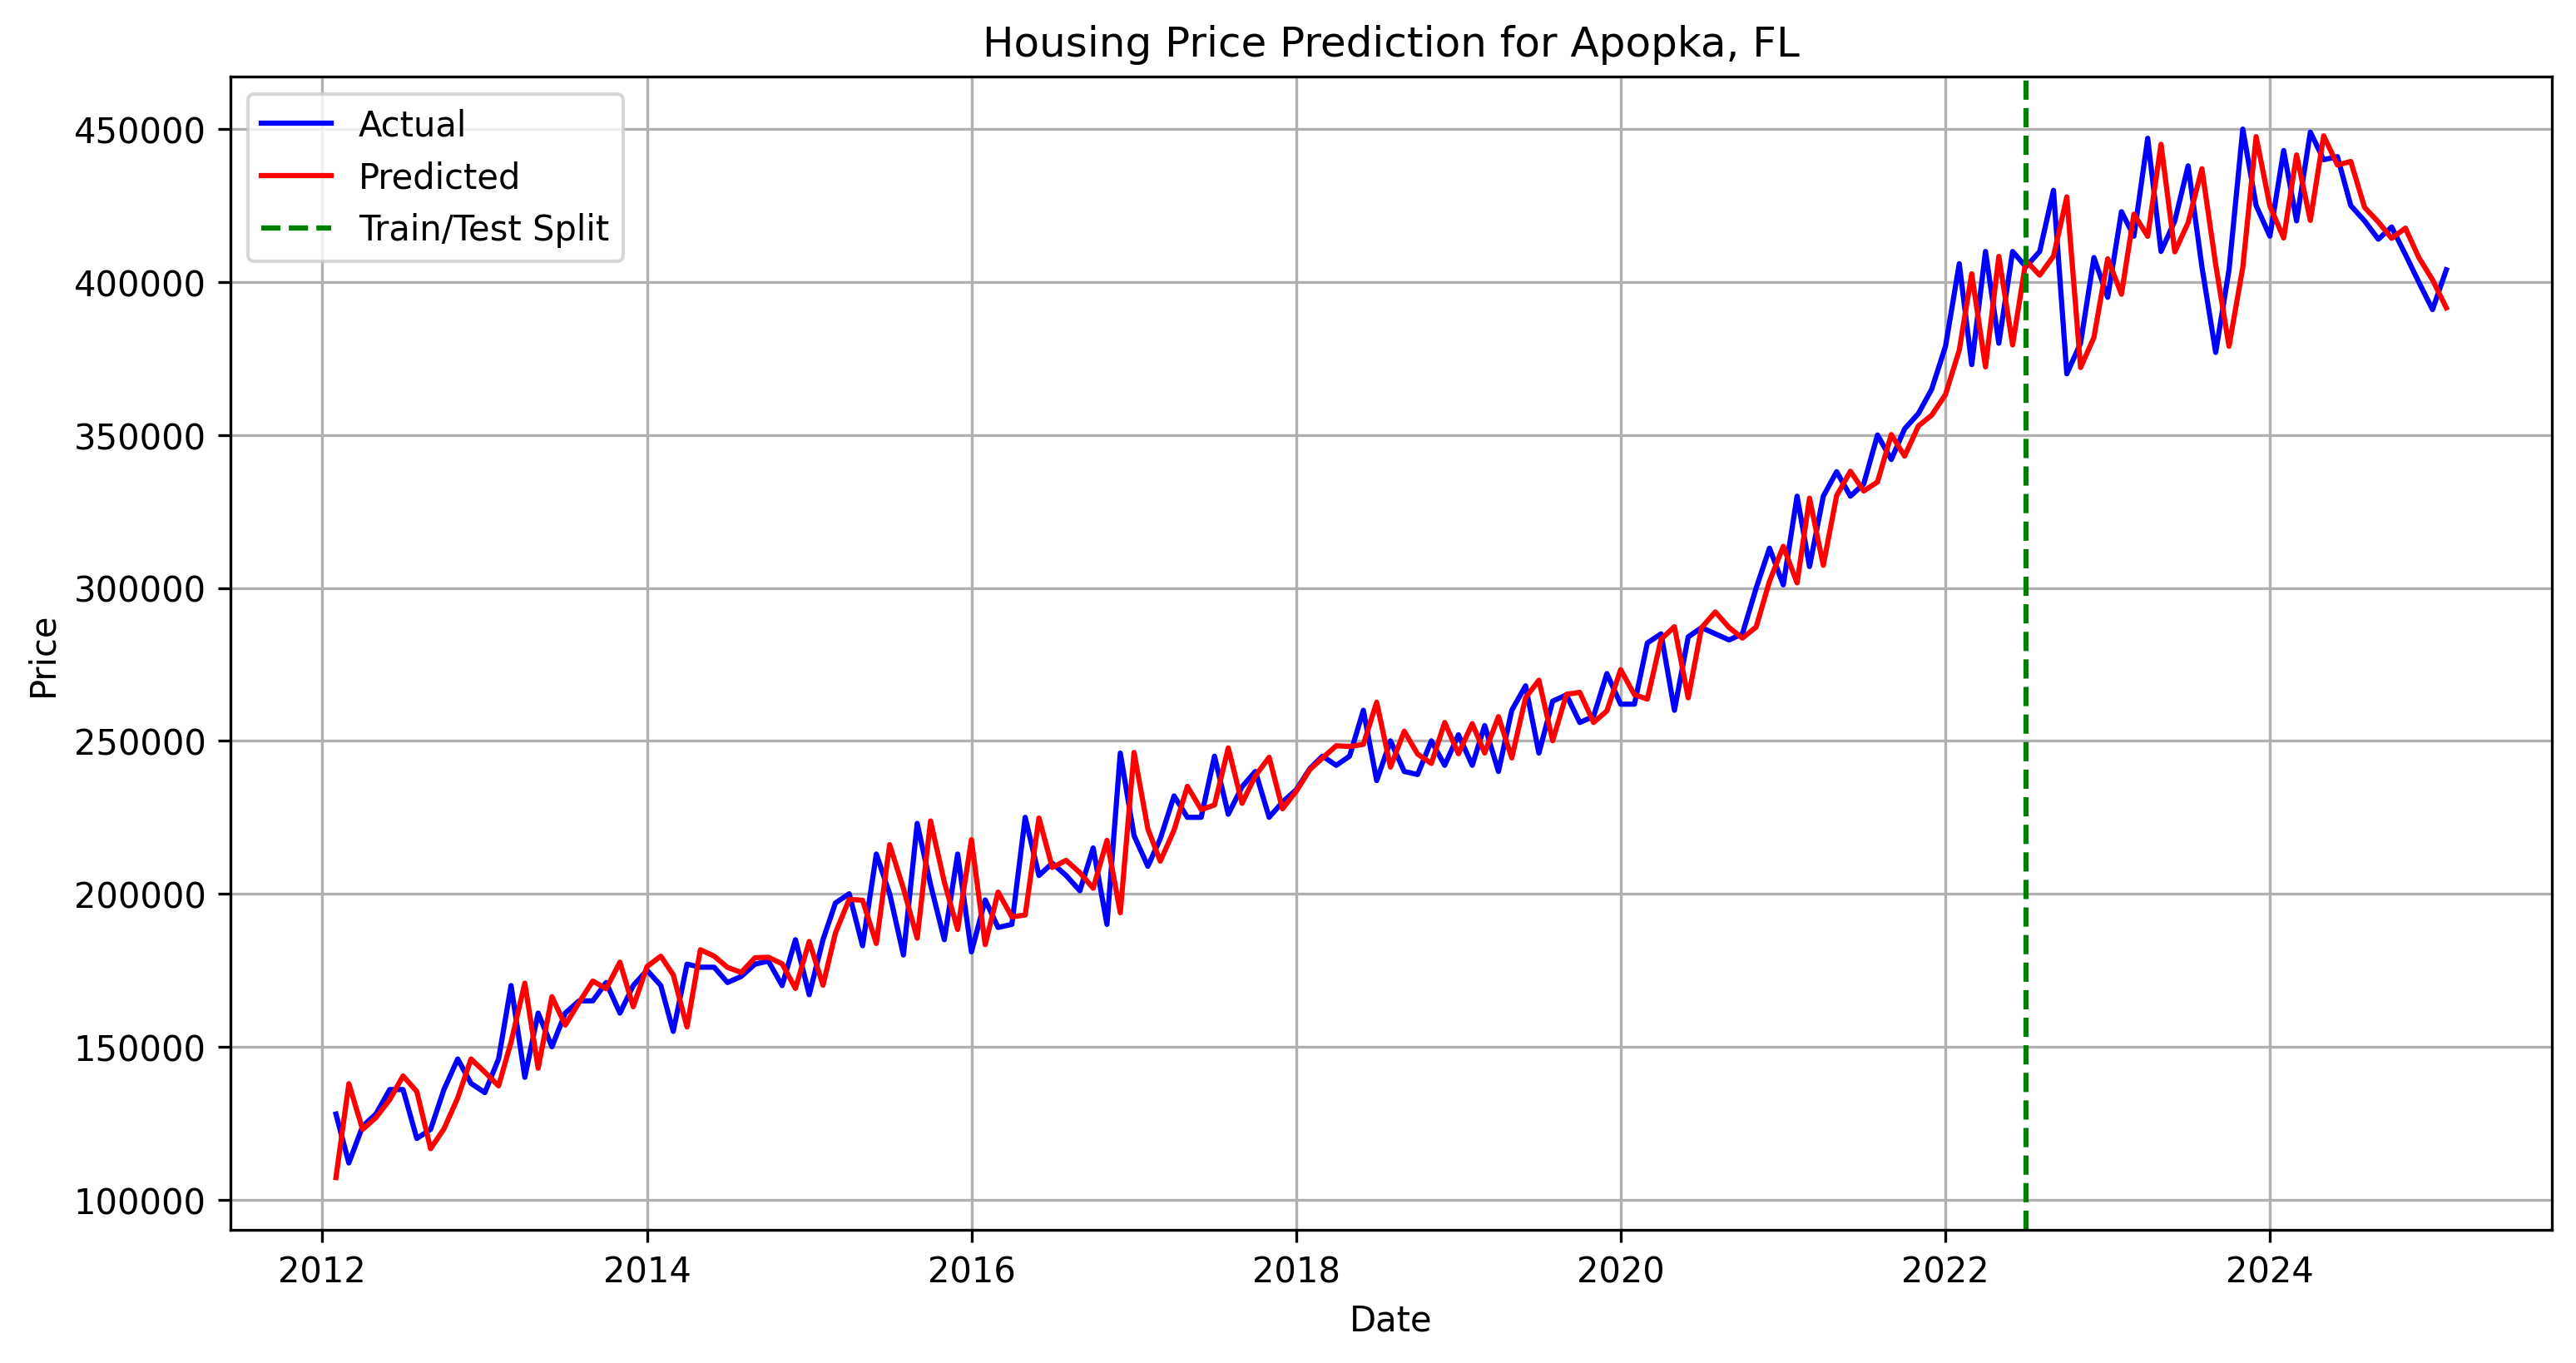 Housing Price Prediction for Apopka, FL
Actual
Predicted
Train/Test Split
450000
400000
350000
300000
250000
200000
150000
100000
Price
2012
2014
2016
2018
2020
2022
2024
Date